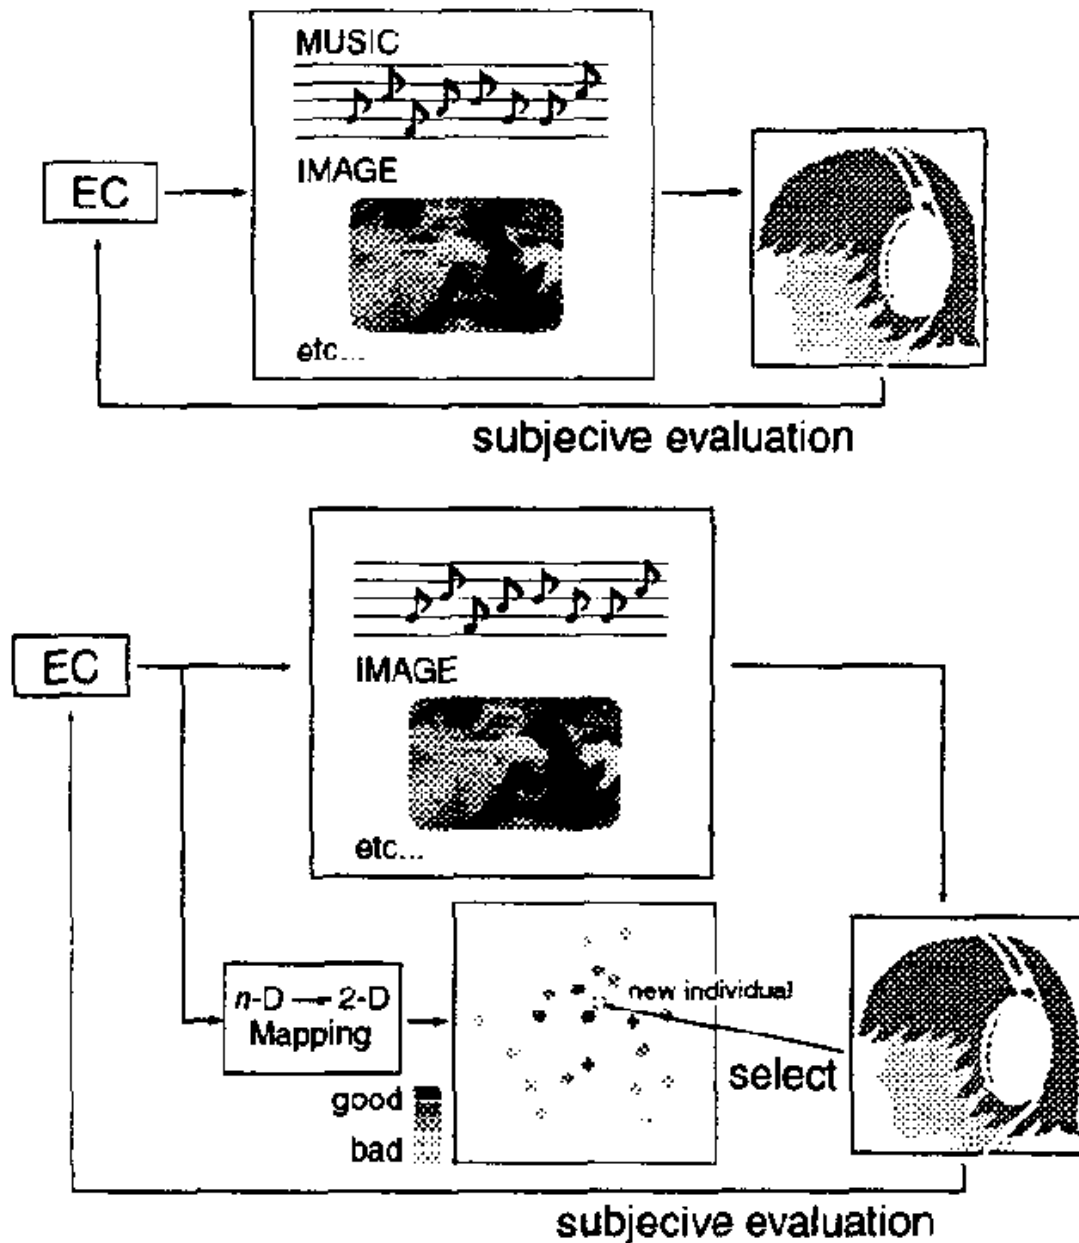 MUSIC
EC
IMAGE
etc...
subjecive evaluation
EC
IMAGE
etc...
n-D → 2-D
Mapping
new individual
select
good
bad
subjecive evaluation